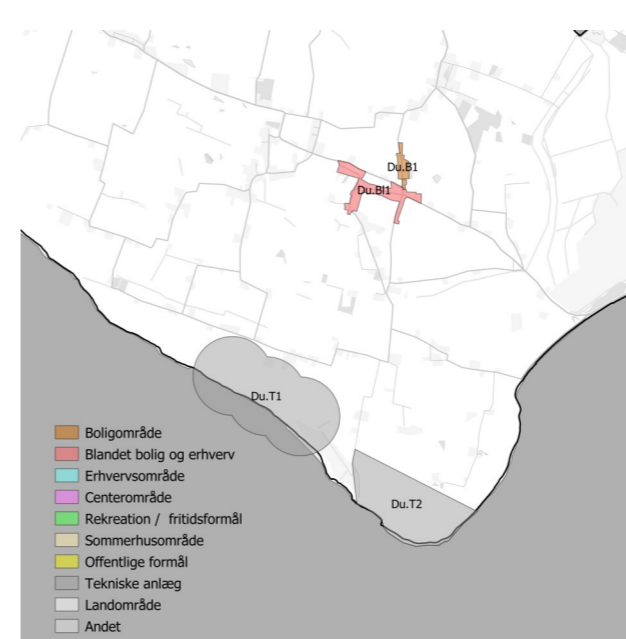 Du.B1
Du.Bl1
Du.T1
Du.T2
Boligområde
Blandet bolig og erhverv
Erhvervsområde
Centerområde
Rekreation / fritidsformål
Sommerhusområde
Offentlige formål
Tekniske anlæg
Landområde
Andet